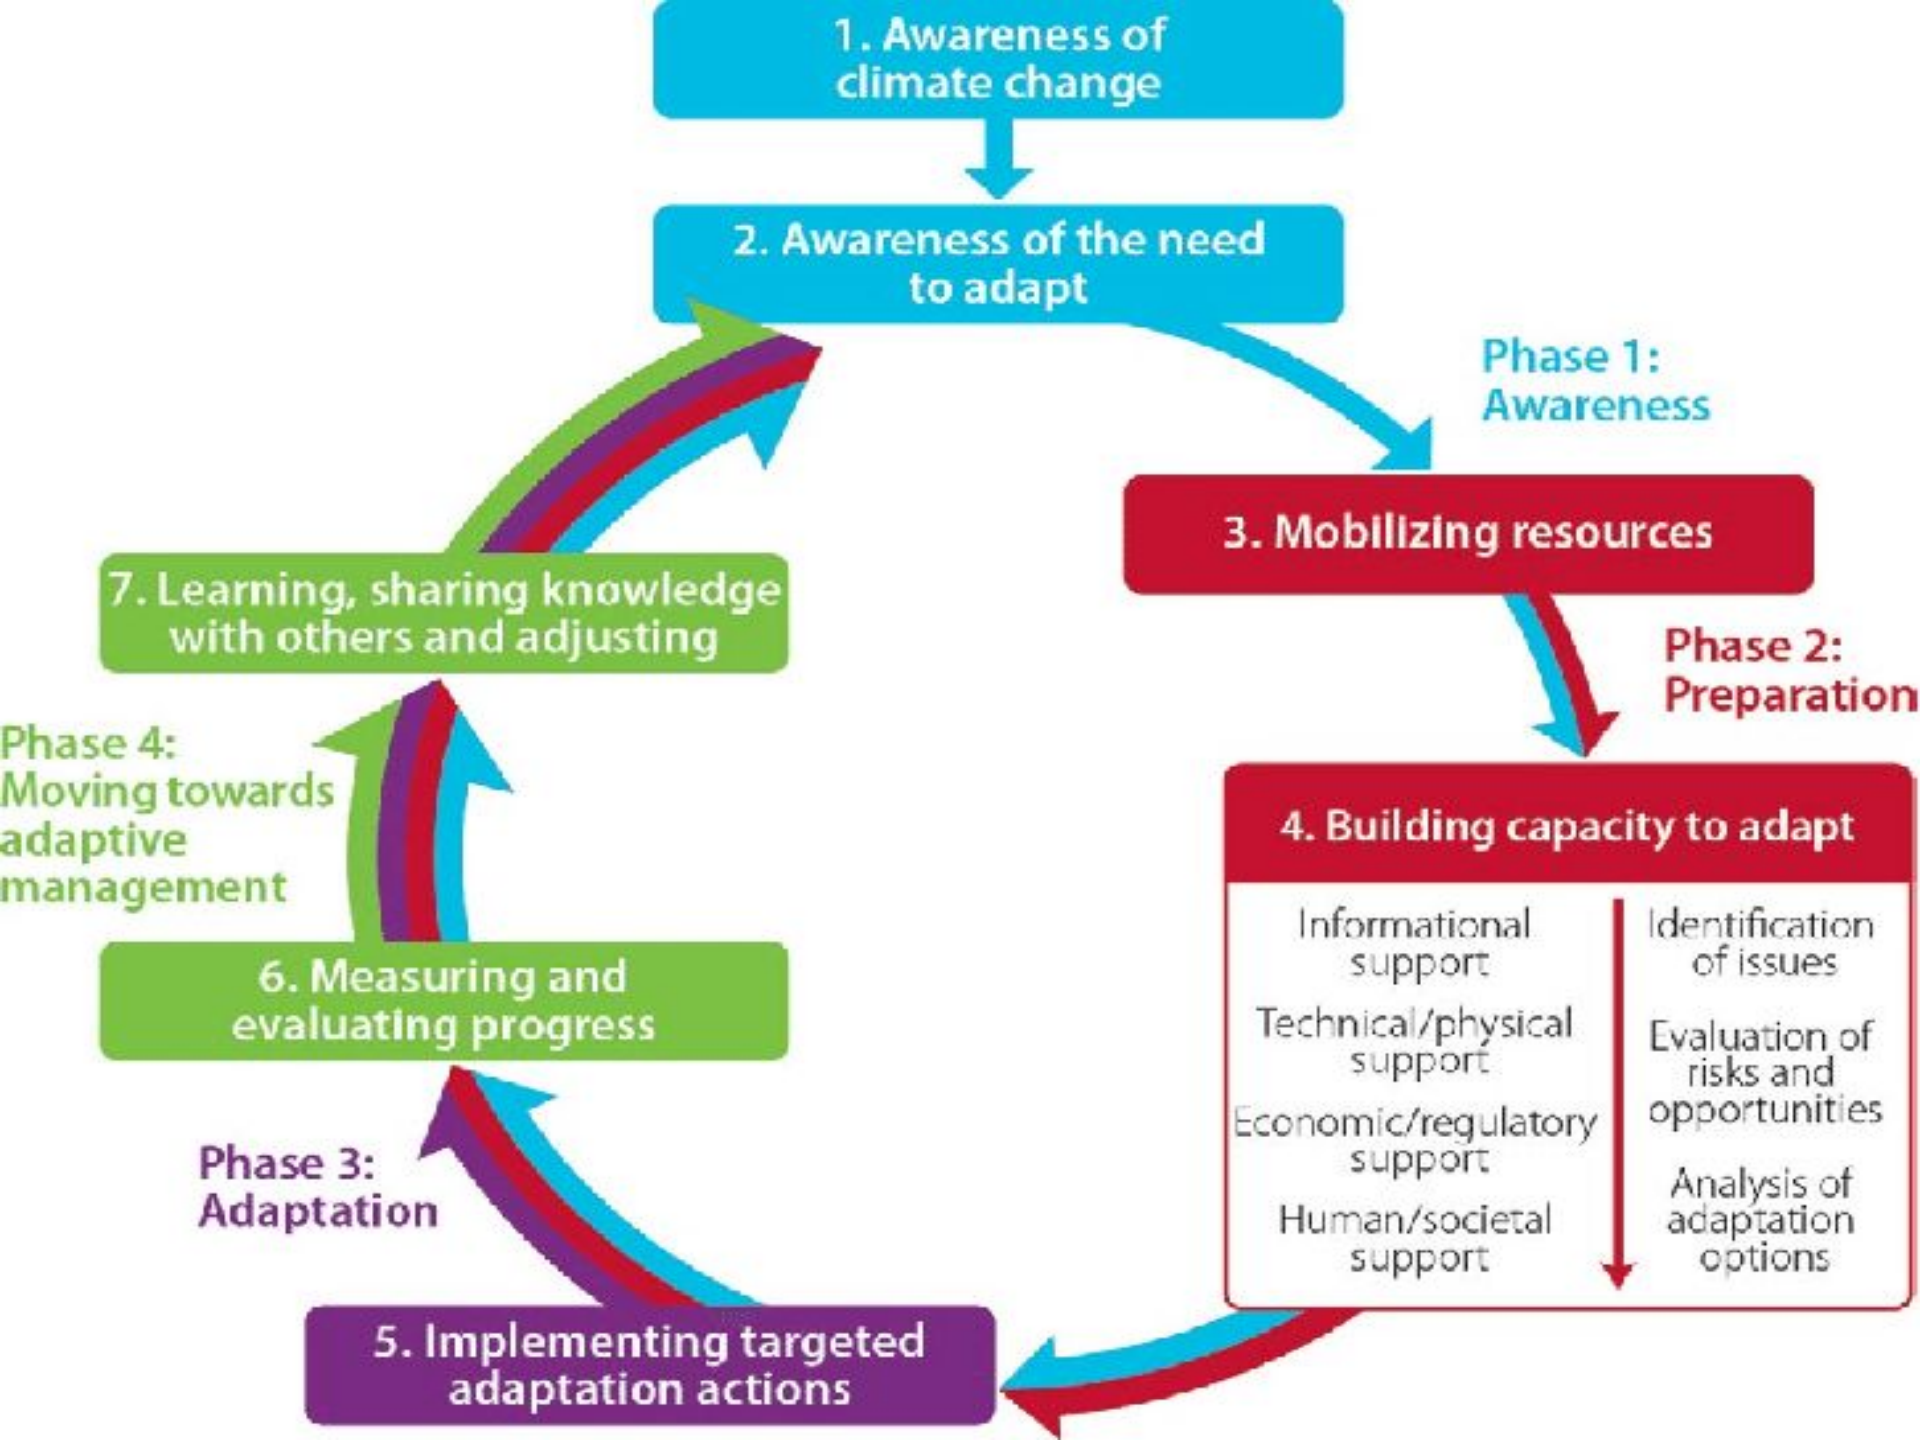 1. Awareness of
climate change
2. Awareness of the need
to adapt
Phase 1:
Awareness
3. Mobilizing resources
Phase 2:
Preparation
4. Building capacity to adapt
Informational
support
Technical/physical
support
Economic/regulatory
support
Human/societal
support
Identification
of issues
Evaluation of
risks and
opportunities
Analysis of
adaptation
options
5. Implementing targeted
adaptation actions
Phase 3:
Adaptation
6. Measuring and
evaluating progress
Phase 4:
Moving towards
adaptive
management
7. Learning, sharing knowledge
with others and adjusting